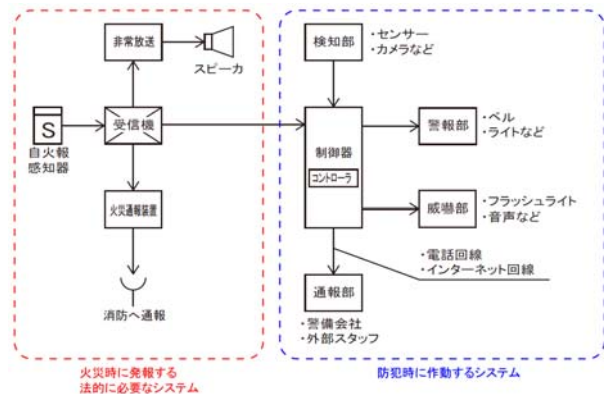 非常放送
スピーカ
S
自火報
感知器
受信機
火災通報装置
消防へ通報
火災時に発報する
法的に必要なシステム
検知部
・センサー
・カメラなど
制御器
コントローラ
警報部
・ベル
・ライトなど
威嚇部
・フラッシュライト
・音声など
・電話回線
・インターネット回線
通報部
・警備会社
・外部スタッフ
防犯時に作動するシステム